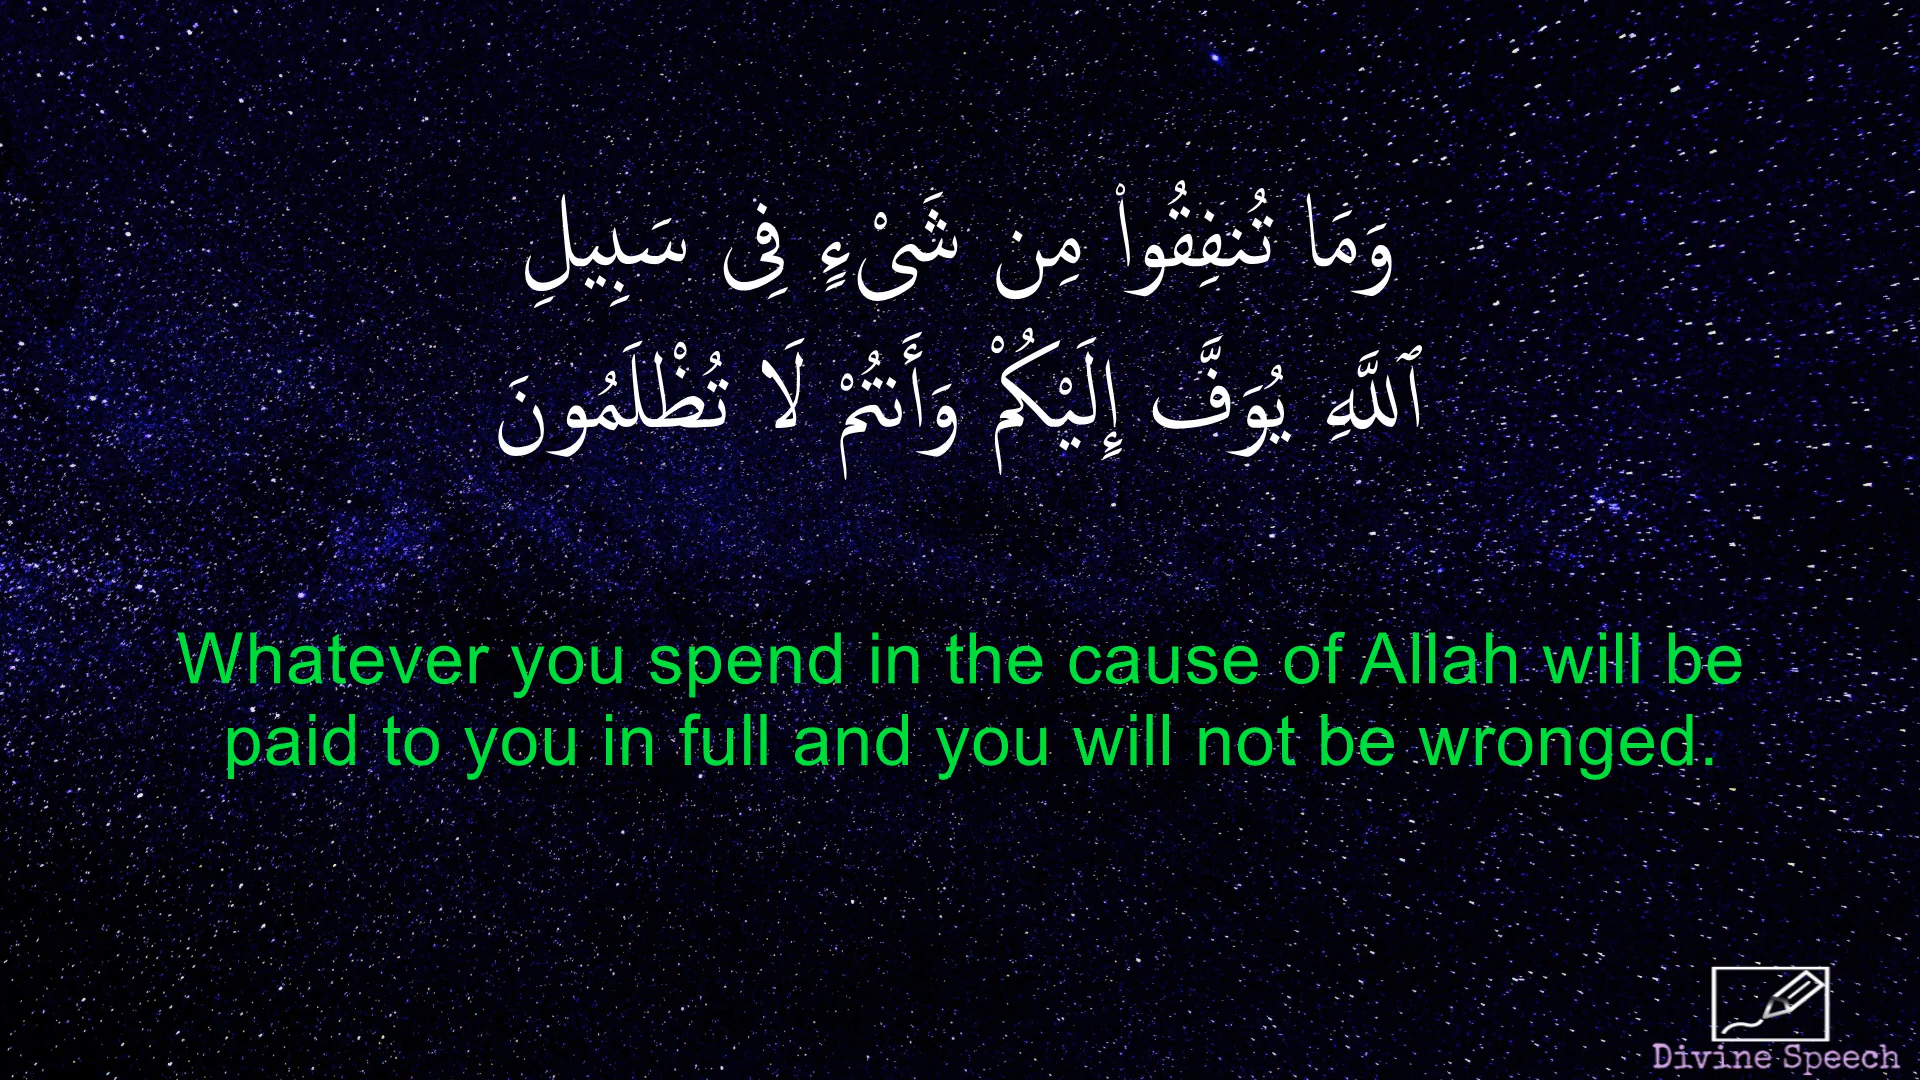 وَمَا تُنفِقُوا۟ مِن شَىْءٍ فِى سَبِيلِ
ٱللَّهِ يُوَفَّ إِلَيْكُمْ وَأَنتُمْ لَا تُظْلَمُونَ
Whatever you spend in the cause of Allah will be
paid to you in full and you will not be wronged.
Divine Speech